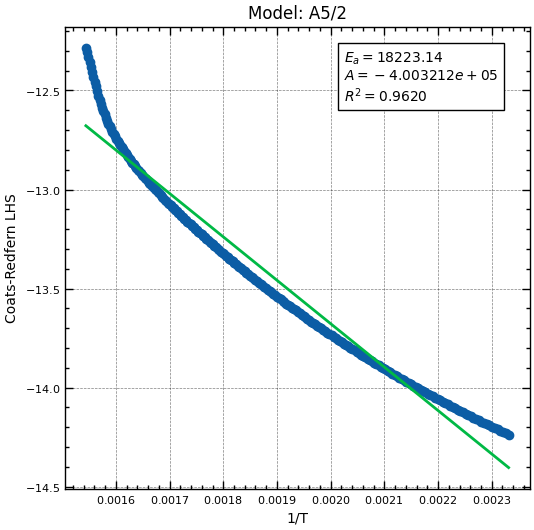 Model: A5/2
E_a = 18223.14
A = −4.003212e + 05
R² = 0.9620
Coats-Redfern LHS
−12.5
−13.0
−13.5
−14.0
−14.5
0.0016 0.0017 0.0018 0.0019 0.0020 0.0021 0.0022 0.0023
1/T